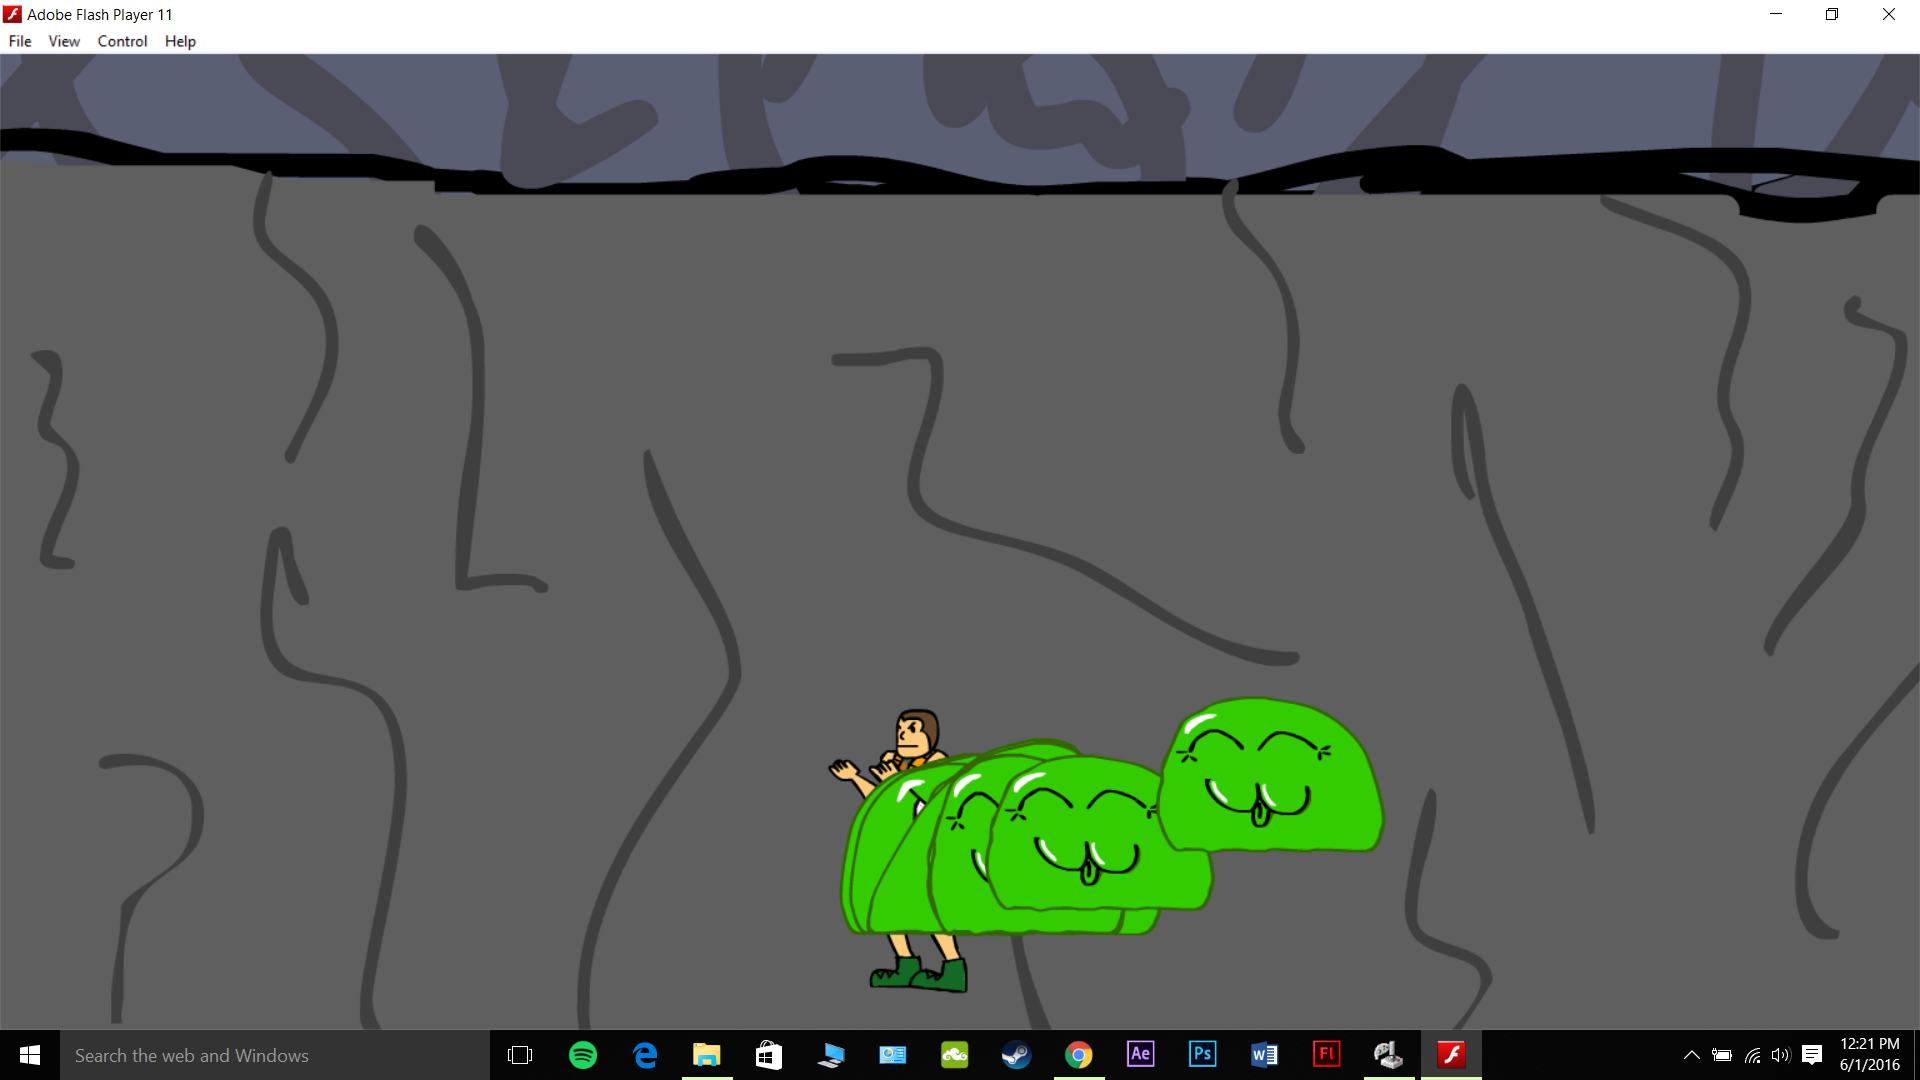 Adobe Flash Player 11
File View Control Help
Search the web and Windows
Ae
Ps
W
Fl
12:21 PM
6/1/2016